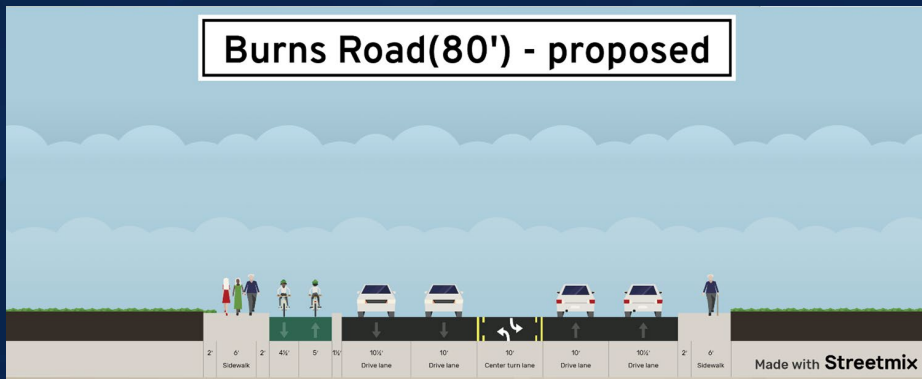 Burns Road(80') - proposed
2' 6' 2' 4½' 5' 1½' 10½' 10' 10' 10' 10½' 2' 6'
Sidewalk Drive lane Drive lane Center turn lane Drive lane Drive lane Sidewalk
Made with Streetmix